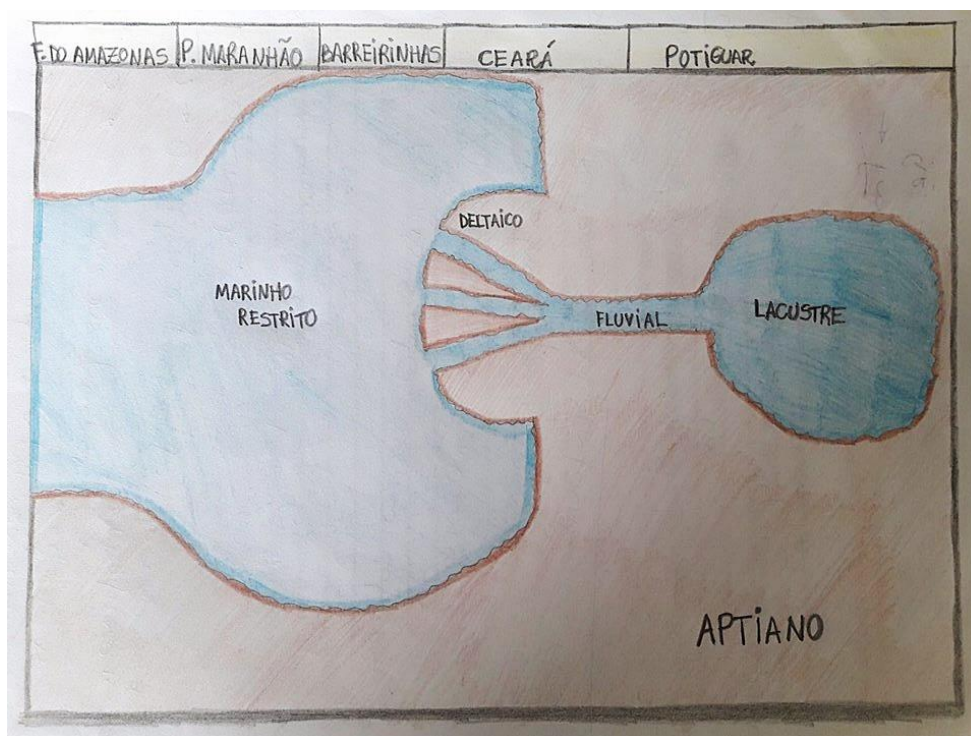 F. DO AMAZONAS
P. MARANHÃO
BARREIRINHAS
CEARÁ
POTIGUAR
DELTAICO
MARINHO
RESTRITO
FLUVIAL
LACUSTRE
APTIANO